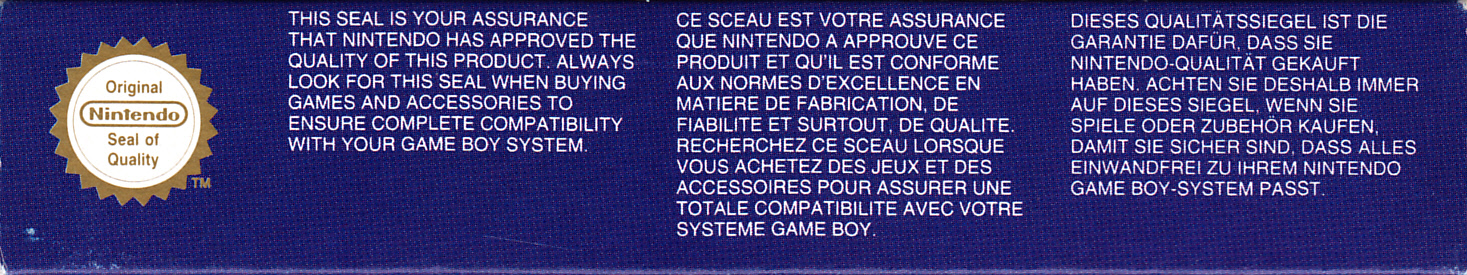 Original
Nintendo
Seal of
Quality
TM
THIS SEAL IS YOUR ASSURANCE
THAT NINTENDO HAS APPROVED THE
QUALITY OF THIS PRODUCT. ALWAYS
LOOK FOR THIS SEAL WHEN BUYING
GAMES AND ACCESSORIES TO
ENSURE COMPLETE COMPATIBILITY
WITH YOUR GAME BOY SYSTEM.
CE SCEAU EST VOTRE ASSURANCE
QUE NINTENDO A APPROUVE CE
PRODUIT ET QU'IL EST CONFORME
AUX NORMES D'EXCELLENCE EN
MATIERE DE FABRICATION, DE
FIABILITE ET SURTOUT, DE QUALITE.
RECHERCHEZ CE SCEAU LORSQUE
VOUS ACHETEZ DES JEUX ET DES
ACCESSOIRES POUR ASSURER UNE
TOTALE COMPATIBILITE AVEC VOTRE
SYSTEME GAME BOY.
DIESES QUALITÄTSSIEGEL IST DIE
GARANTIE DAFÜR, DASS SIE
NINTENDO-QUALITÄT GEKAUFT
HABEN. ACHTEN SIE DESHALB IMMER
AUF DIESES SIEGEL, WENN SIE
SPIELE ODER ZUBEHÖR KAUFEN,
DAMIT SIE SICHER SIND, DASS ALLES
EINWANDFREI ZU IHREM NINTENDO
GAME BOY-SYSTEM PASST.